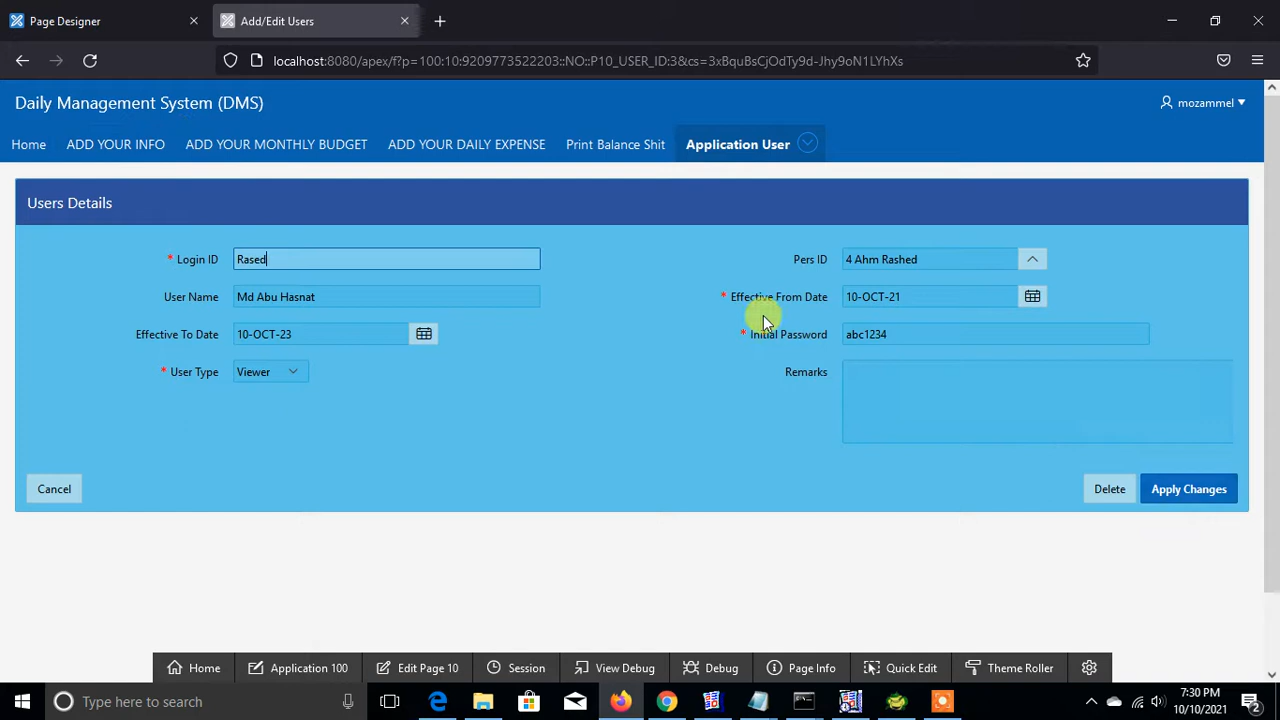 Page Designer
Add/Edit Users
localhost:8080/apex/f?p=100:10:9209773522203::NO::P10_USER_ID:3&cs=3xBquBsCjOdTy9d-Jhy9oN1LYhXs
Daily Management System (DMS)
mozammel
Home ADD YOUR INFO ADD YOUR MONTHLY BUDGET ADD YOUR DAILY EXPENSE Print Balance Shit Application User
Users Details
* Login ID Rased Pers ID 4 Ahm Rashed
User Name Md Abu Hasnat * Effective From Date 10-OCT-21
Effective To Date 10-OCT-23 * Initial Password abc1234
* User Type Viewer Remarks
Cancel Delete Apply Changes
Home Application 100 Edit Page 10 Session View Debug Debug Page Info Quick Edit Theme Roller
Type here to search
7:30 PM
10/10/2021
2